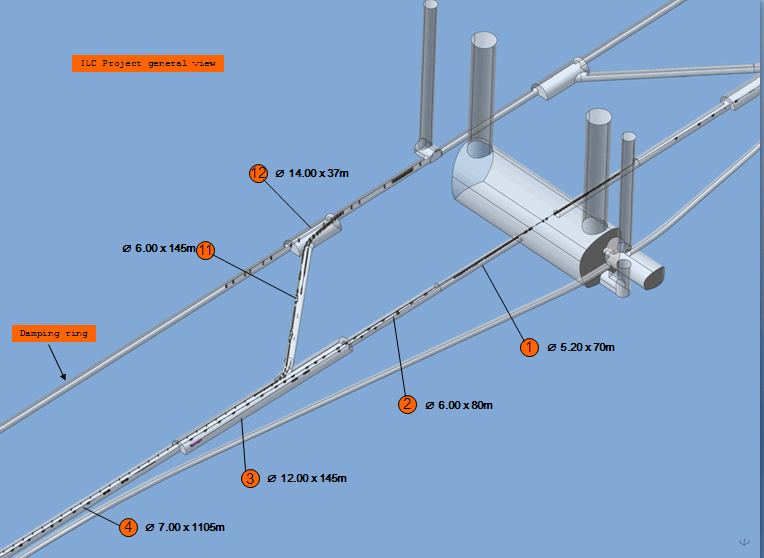 ILC Project general view
12 ⌀ 14.00 x 37m
⌀ 6.00 x 145m 11
Damping ring
1 ⌀ 5.20 x 70m
2 ⌀ 6.00 x 80m
3 ⌀ 12.00 x 145m
4 ⌀ 7.00 x 1105m